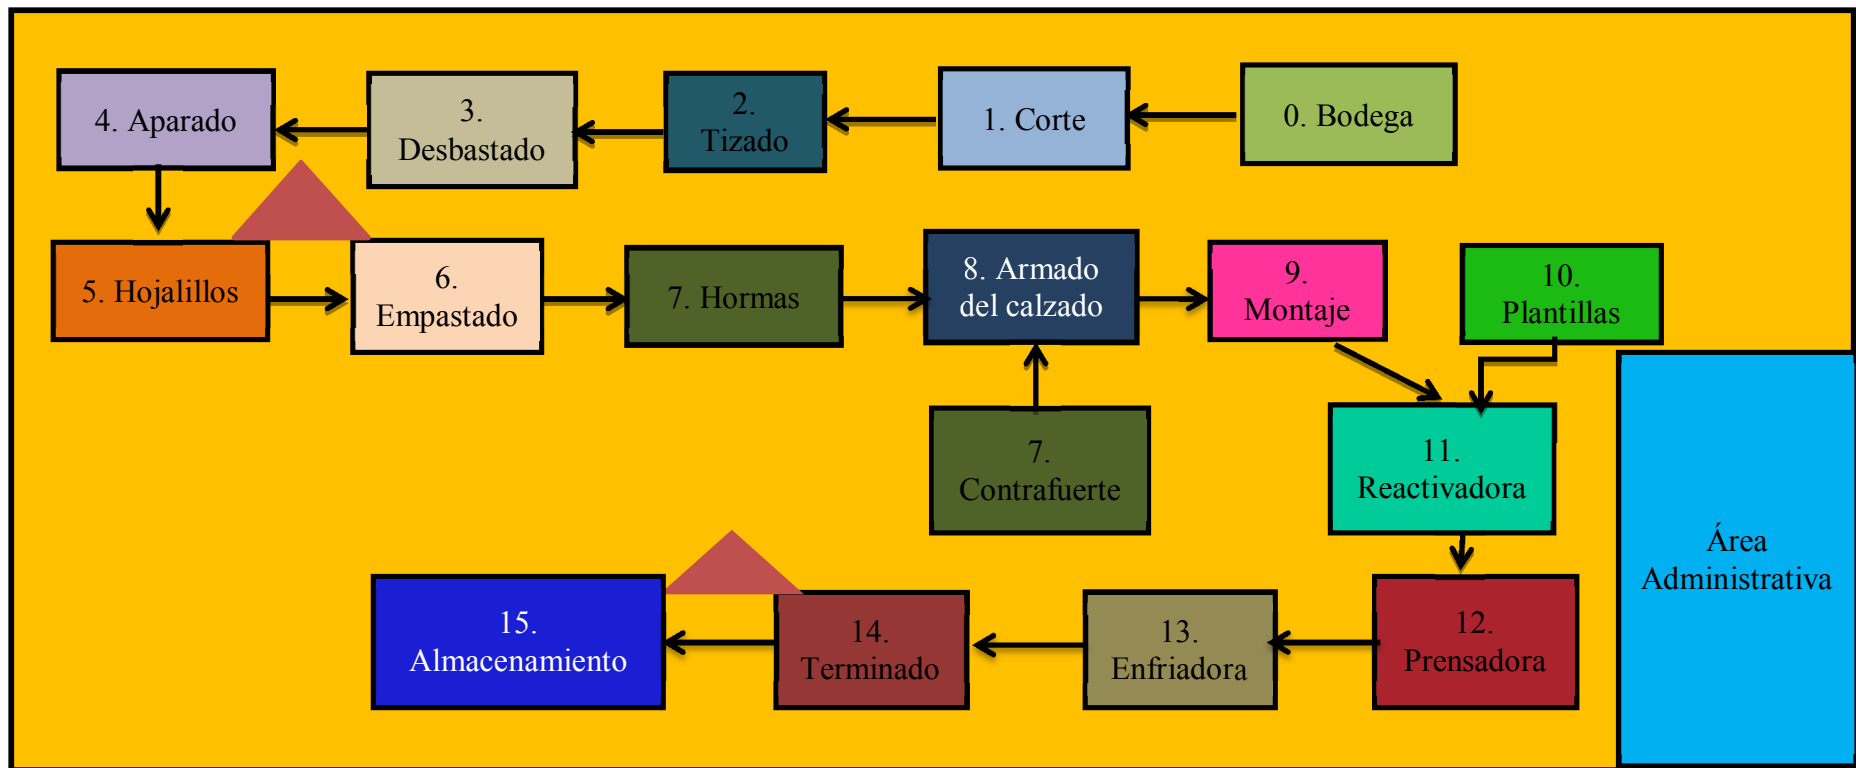 4. Aparado
3.
Desbastado
2.
Tizado
1. Corte
0. Bodega
5. Hojalillos
6.
Empastado
7. Hormas
8. Armado
del calzado
9.
Montaje
10.
Plantillas
7.
Contrafuerte
11.
Reactivadora
Área
Administrativa
15.
Almacenamiento
14.
Terminado
13.
Enfriadora
12.
Prensadora